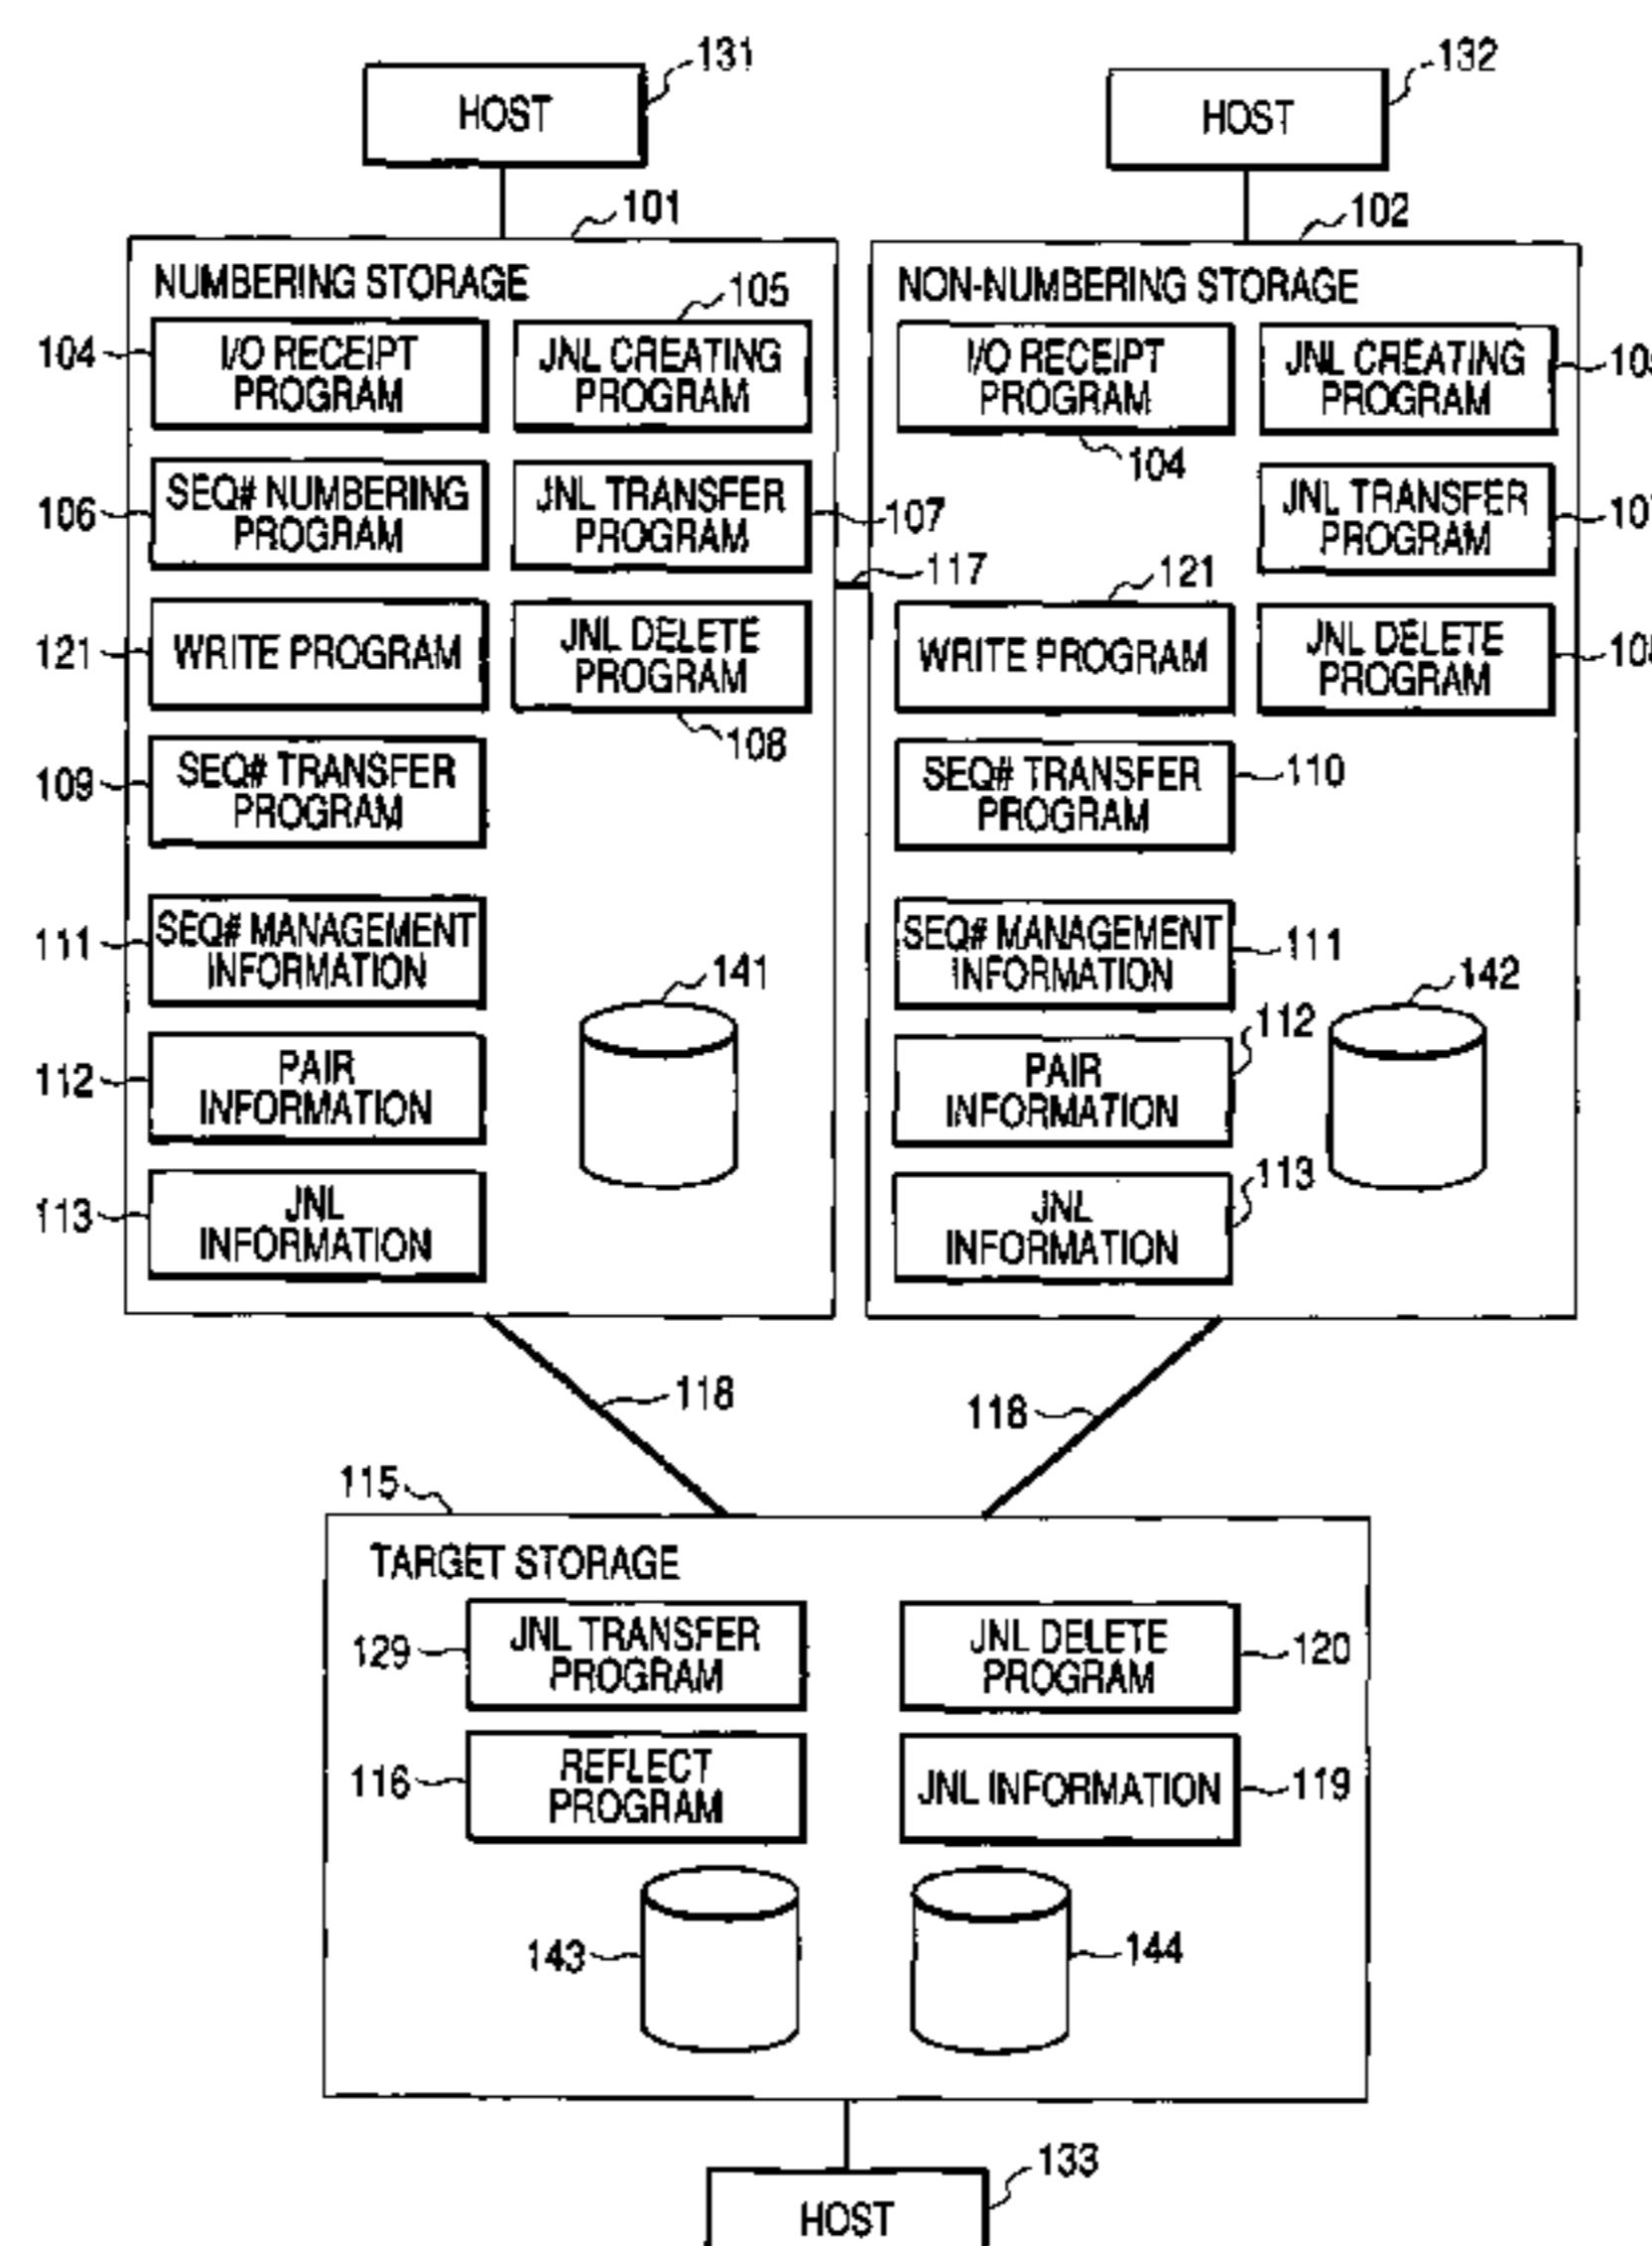 131
HOST
132
HOST
101
NUMBERING STORAGE
104
I/O RECEIPT
PROGRAM
105
JNL CREATING
PROGRAM
106
SEQ# NUMBERING
PROGRAM
JNL TRANSFER
PROGRAM
107
117
121
WRITE PROGRAM
JNL DELETE
PROGRAM
108
109
SEQ# TRANSFER
PROGRAM
111
SEQ# MANAGEMENT
INFORMATION
141
112
PAIR
INFORMATION
113
JNL
INFORMATION
102
NON-NUMBERING STORAGE
I/O RECEIPT
PROGRAM
104
JNL CREATING
PROGRAM
JNL TRANSFER
PROGRAM
121
WRITE PROGRAM
JNL DELETE
PROGRAM
SEQ# TRANSFER
PROGRAM
110
SEQ# MANAGEMENT
INFORMATION
111
142
PAIR
INFORMATION
112
JNL
INFORMATION
113
118
118
115
TARGET STORAGE
129
JNL TRANSFER
PROGRAM
JNL DELETE
PROGRAM
120
116
REFLECT
PROGRAM
JNL INFORMATION
119
143
144
133
HOST